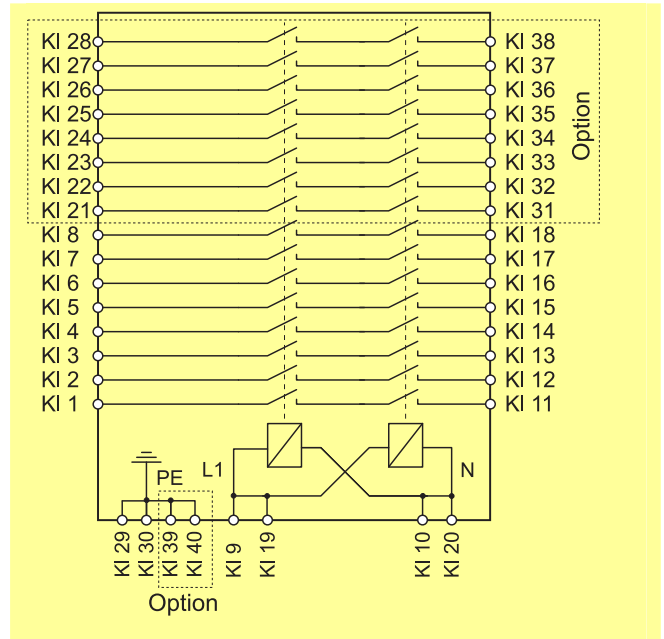 Kl 28 Kl 38
Kl 27 Kl 37
Kl 26 Kl 36
Kl 25 Kl 35
Kl 24 Kl 34
Kl 23 Kl 33
Kl 22 Kl 32
Kl 21 Kl 31
Option
Kl 8 Kl 18
Kl 7 Kl 17
Kl 6 Kl 16
Kl 5 Kl 15
Kl 4 Kl 14
Kl 3 Kl 13
Kl 2 Kl 12
Kl 1 Kl 11
PE L1 N
Kl 29 Kl 30 Kl 39 Kl 40 Kl 9 Kl 19 Kl 10 Kl 20
Option